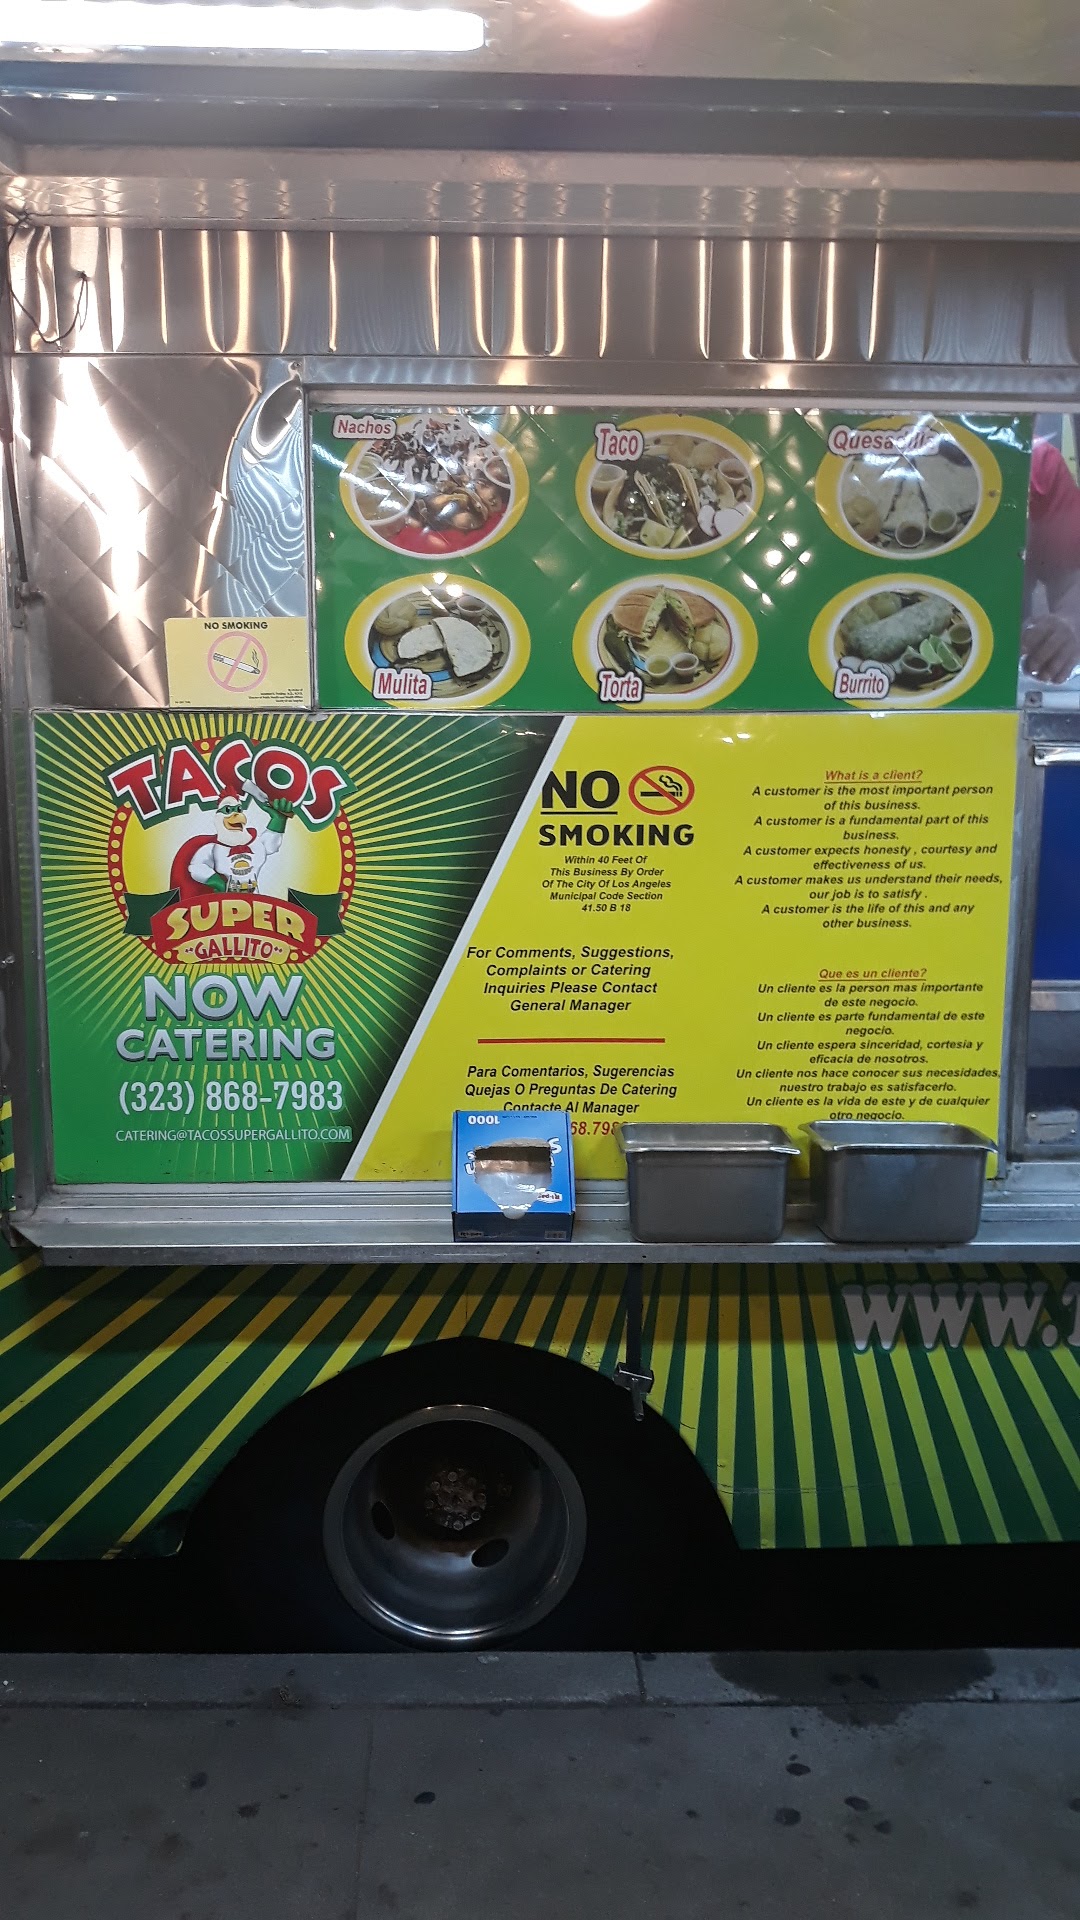 Nachos
Taco
Quesadilla
Mulita
Torta
Burrito
NO SMOKING
TACOS
SUPER
GALLITO
NOW
CATERING
(323) 868-7983
CATERING@TACOSSUPERGALLITO.COM
NO
SMOKING
Within 40 Feet Of
This Business By Order
Of The City Of Los Angeles
Municipal Code Section
41.50 B 18
For Comments, Suggestions,
Complaints or Catering
Inquiries Please Contact
General Manager
Para Comentarios, Sugerencias
Quejas O Preguntas De Catering
Contacte Al Manager
68.798
What is a client?
A customer is the most important person
of this business.
A customer is a fundamental part of this
business.
A customer expects honesty , courtesy and
effectiveness of us.
A customer makes us understand their needs,
our job is to satisfy .
A customer is the life of this and any
other business.
Que es un cliente?
Un cliente es la persona mas importante
de este negocio.
Un cliente es parte fundamental de este
negocio.
Un cliente espera sinceridad, cortesia y
eficacia de nosotros.
Un cliente nos hace conocer sus necesidades,
nuestro trabajo es satisfacerlo.
Un cliente es la vida de este y de cualquier
otro negocio.
1000
WWW.